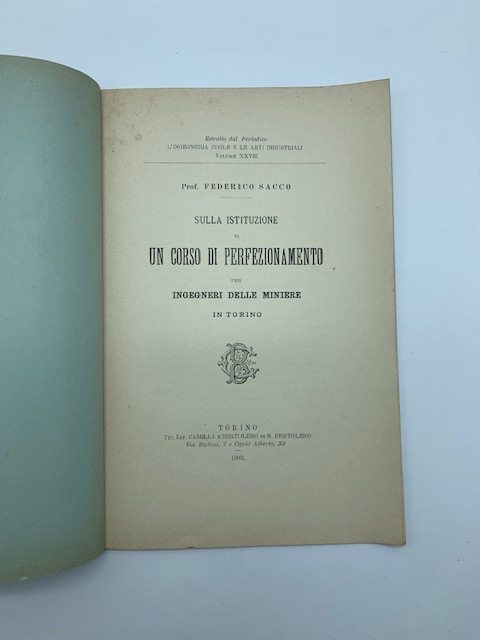 Estratto dal Periodico
L'INGEGNERIA CIVILE E LE ARTI INDUSTRIALI
VOLUME XXVIII
Prof. FEDERICO SACCO
SULLA ISTITUZIONE
DI
UN CORSO DI PERFEZIONAMENTO
PER
INGEGNERI DELLE MINIERE
IN TORINO
TORINO
TIP. LIT. CAMILLA E BERTOLERO DI N. BERTOLERO
Via Bodoni, 2 e Carlo Alberto, 33
1903.